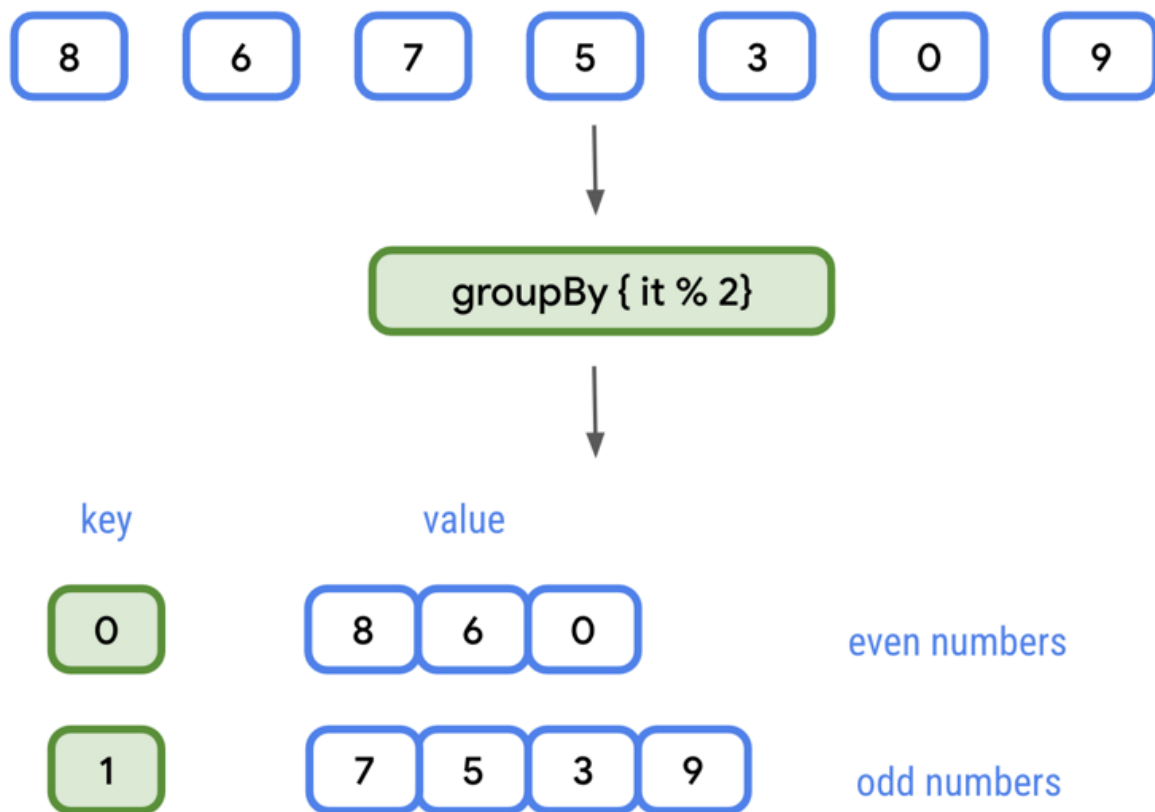 8 6 7 5 3 0 9
groupBy { it % 2}
key value
0 8 6 0 even numbers
1 7 5 3 9 odd numbers